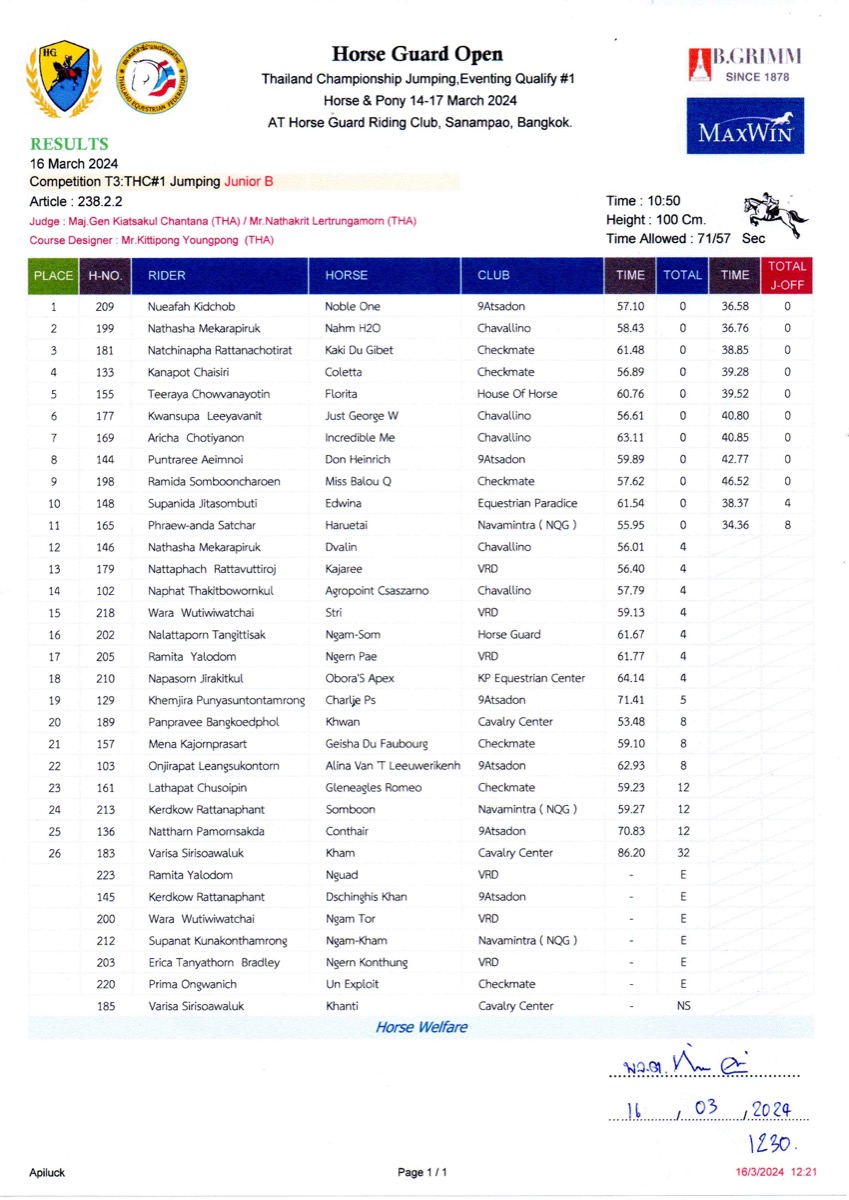 HG
THAILAND EQUESTRIAN FEDERATION
Horse Guard Open
Thailand Championship Jumping,Eventing Qualify #1
Horse & Pony 14-17 March 2024
AT Horse Guard Riding Club, Sanampao, Bangkok.
B.GRIMM
SINCE 1878
MAXWIN
RESULTS
16 March 2024
Competition T3:THC#1 Jumping Junior B
Article : 238.2.2
Judge : Maj.Gen Kiatsakul Chantana (THA) / Mr.Nathakrit Lertrungamorn (THA)
Course Designer : Mr.Kittipong Youngpong (THA)
Time : 10:50
Height : 100 Cm.
Time Allowed : 71/57 Sec
PLACE H-NO. RIDER HORSE CLUB TIME TOTAL TIME TOTAL J-OFF
1 209 Nueafah Kidchob Noble One 9Atsadon 57.10 0 36.58 0
2 199 Nathasha Mekarapiruk Nahm H2O Chavallino 58.43 0 36.76 0
3 181 Natchinapha Rattanachotirat Kaki Du Gibet Checkmate 61.48 0 38.85 0
4 133 Kanapot Chaisiri Coletta Checkmate 56.89 0 39.28 0
5 155 Teeraya Chowvanayotin Florita House Of Horse 60.76 0 39.52 0
6 177 Kwansupa Leeyavanit Just George W Chavallino 56.61 0 40.80 0
7 169 Aricha Chotiyanon Incredible Me Chavallino 63.11 0 40.85 0
8 144 Puntraree Aeimnoi Don Heinrich 9Atsadon 59.89 0 42.77 0
9 198 Ramida Sombooncharoen Miss Balou Q Checkmate 57.62 0 46.52 0
10 148 Supanida Jitasombuti Edwina Equestrian Paradice 61.54 0 38.37 4
11 165 Phraew-anda Satchar Haruetai Navamintra ( NQG ) 55.95 0 34.36 8
12 146 Nathasha Mekarapiruk Dvalin Chavallino 56.01 4
13 179 Nattaphach Rattavuttiroj Kajaree VRD 56.40 4
14 102 Naphat Thakitbowornkul Agropoint Csaszarno Chavallino 57.79 4
15 218 Wara Wutiwiwatchai Stri VRD 59.13 4
16 202 Nalattaporn Tangittisak Ngam-Som Horse Guard 61.67 4
17 205 Ramita Yalodom Ngern Pae VRD 61.77 4
18 210 Napasorn Jirakitkul Obora'S Apex KP Equestrian Center 64.14 4
19 129 Khemjira Punyasuntontamrong Charlje Ps 9Atsadon 71.41 5
20 189 Panpravee Bangkoedphol Khwan Cavalry Center 53.48 8
21 157 Mena Kajornprasart Geisha Du Faubourg Checkmate 59.10 8
22 103 Onjirapat Leangsukontorn Alina Van 'T Leeuwerikenh 9Atsadon 62.93 8
23 161 Lathapat Chusoipin Gleneagles Romeo Checkmate 59.23 12
24 213 Kerdkow Rattanaphant Somboon Navamintra ( NQG ) 59.27 12
25 136 Nattharn Pamornsakda Conthair 9Atsadon 70.83 12
26 183 Varisa Sirisoawaluk Kham Cavalry Center 86.20 32
223 Ramita Yalodom Nguad VRD - E
145 Kerdkow Rattanaphant Dschinghis Khan 9Atsadon - E
200 Wara Wutiwiwatchai Ngam Tor VRD - E
212 Supanat Kunakonthamrong Ngam-Kham Navamintra ( NQG ) - E
203 Erica Tanyathorn Bradley Ngern Konthung VRD - E
220 Prima Ongwanich Un Exploit Checkmate - E
185 Varisa Sirisoawaluk Khanti Cavalry Center - NS
Horse Welfare
16 , 03 , 2024
1230.
Apiluck Page 1 / 1 16/3/2024 12:21